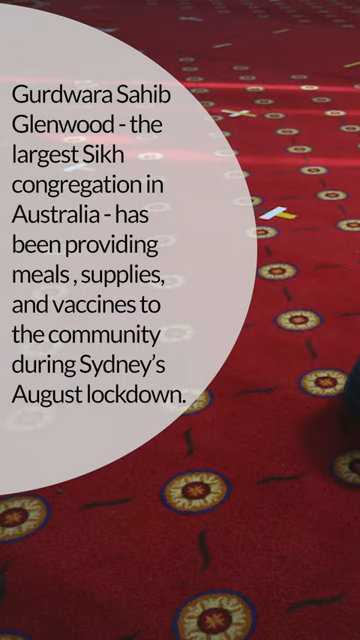 Gurdwara Sahib
Glenwood - the
largest Sikh
congregation in
Australia - has
been providing
meals , supplies,
and vaccines to
the community
during Sydney’s
August lockdown.